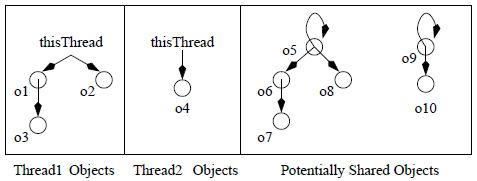 thisThread
thisThread
o5
o9
o1
o2
o6
o8
o4
o10
o3
o7
Thread1 Objects
Thread2 Objects
Potentially Shared Objects